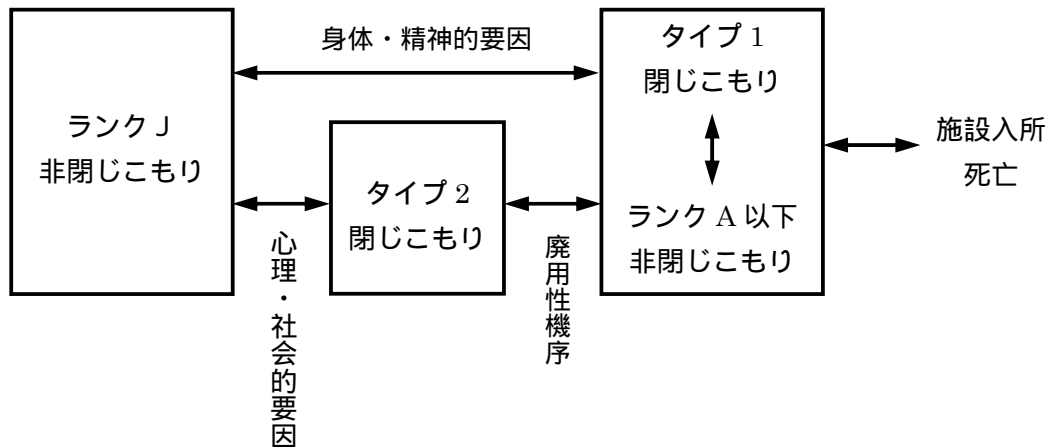 身体・精神的要因
ランク J
非閉じこもり
タイプ 1
閉じこもり
ランク A 以下
非閉じこもり
タイプ 2
閉じこもり
施設入所
死亡
心理・社会的要因
廃用性機序